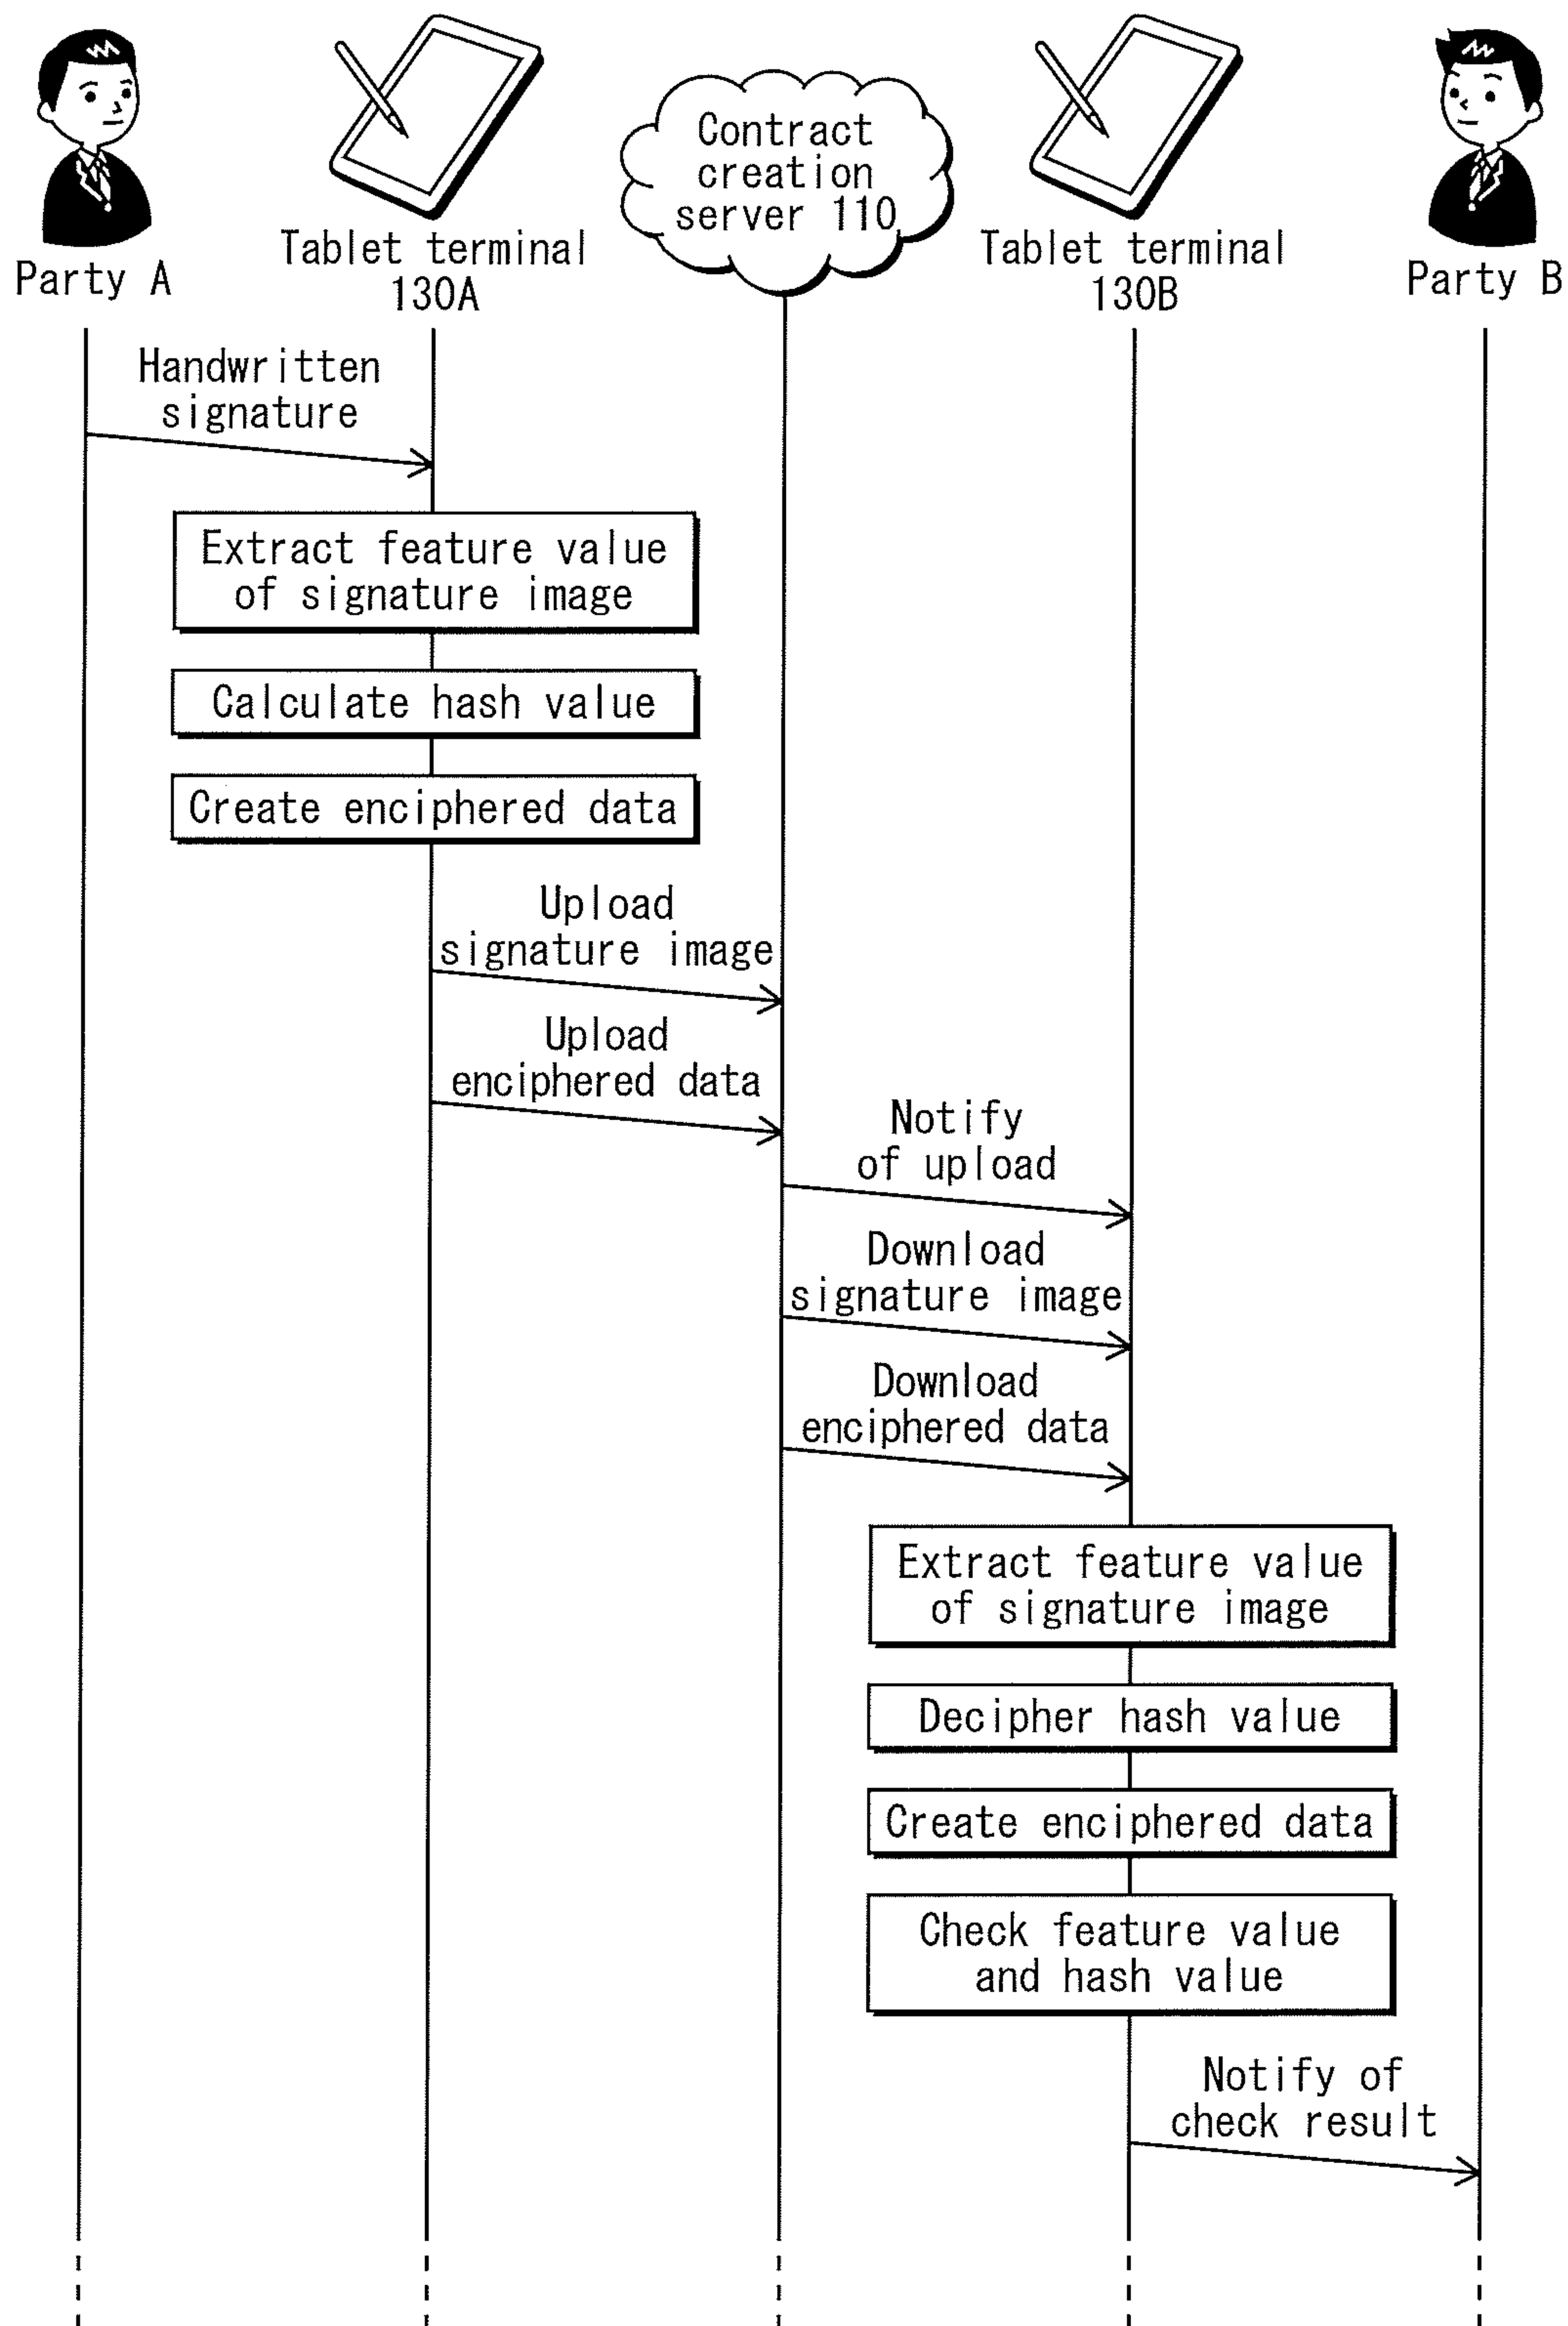 Contract
creation
server 110
Party A
Tablet terminal
130A
Tablet terminal
130B
Party B
Handwritten
signature
Extract feature value
of signature image
Calculate hash value
Create enciphered data
Upload
signature image
Upload
enciphered data
Notify
of upload
Download
signature image
Download
enciphered data
Extract feature value
of signature image
Decipher hash value
Create enciphered data
Check feature value
and hash value
Notify of
check result